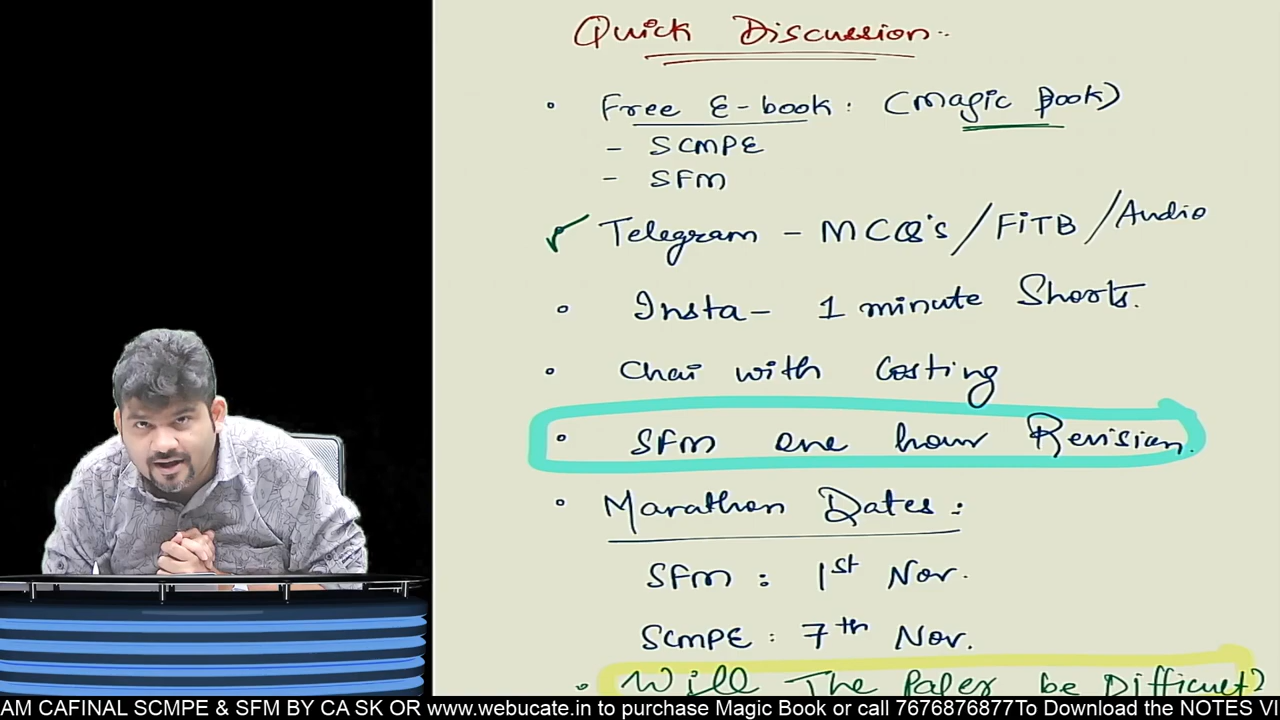 Quick Discussion..
• Free E-book: (Magic Book)
- SCMPE
- SFM
✓ Telegram - MCQ's / FiTB / Audio
• Insta - 1 minute Shorts.
• Chai with Costing
• SFM one hour Revision.
• Marathon Dates:
SFM : 1st Nov.
SCMPE : 7th Nov.
• Will The Paper be Difficult?
AM CAFINAL SCMPE & SFM BY CA SK OR www.webucate.in to purchase Magic Book or call 7676876877To Download the NOTES VI